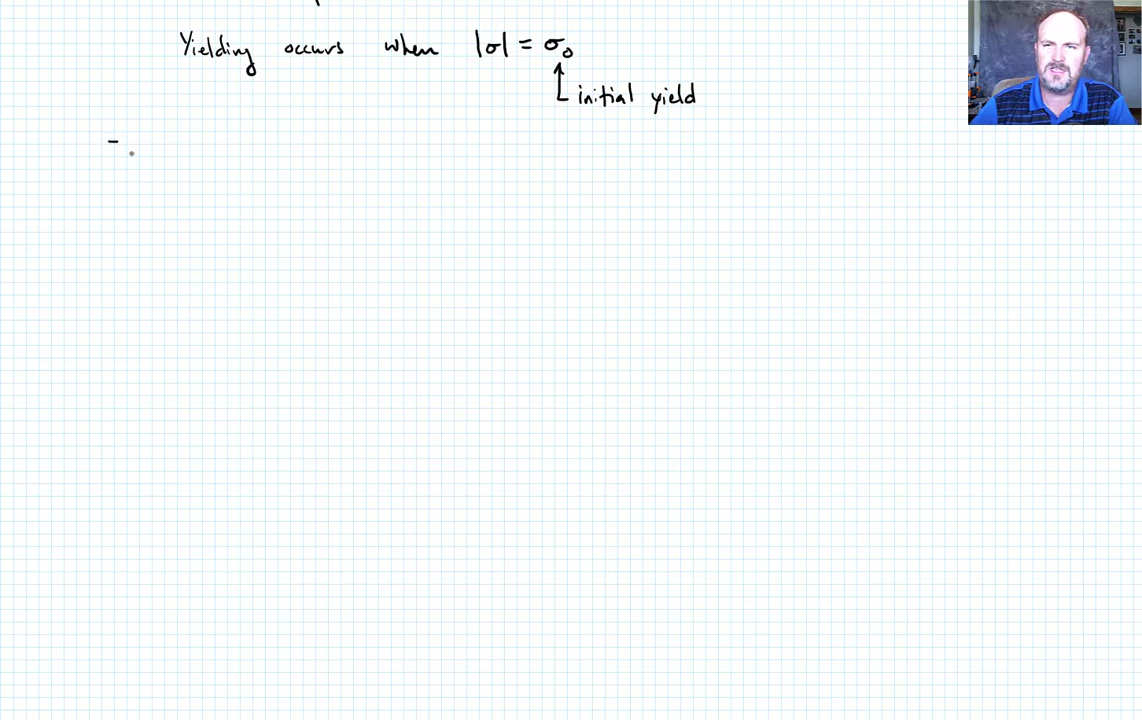 Yielding occurs when |σ| = σ₀
initial yield
-